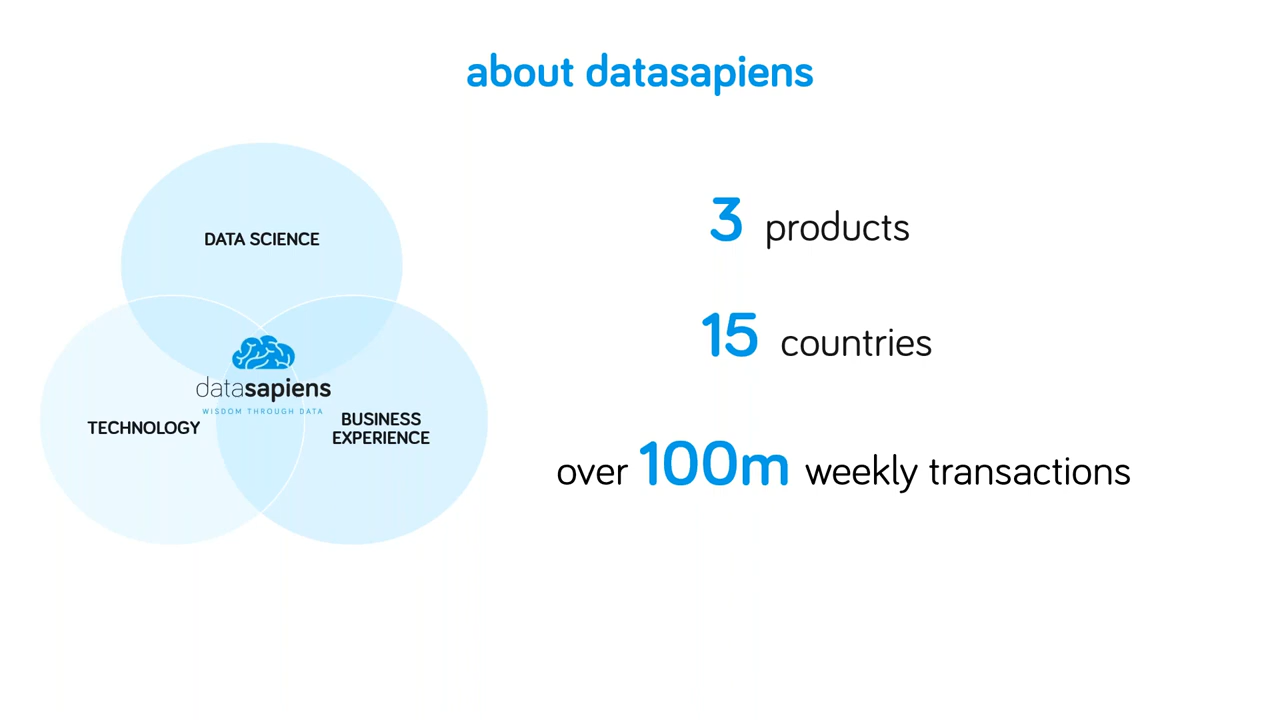 about datasapiens
DATA SCIENCE
datasapiens
WISDOM THROUGH DATA
TECHNOLOGY
BUSINESS
EXPERIENCE
3 products
15 countries
over 100m weekly transactions